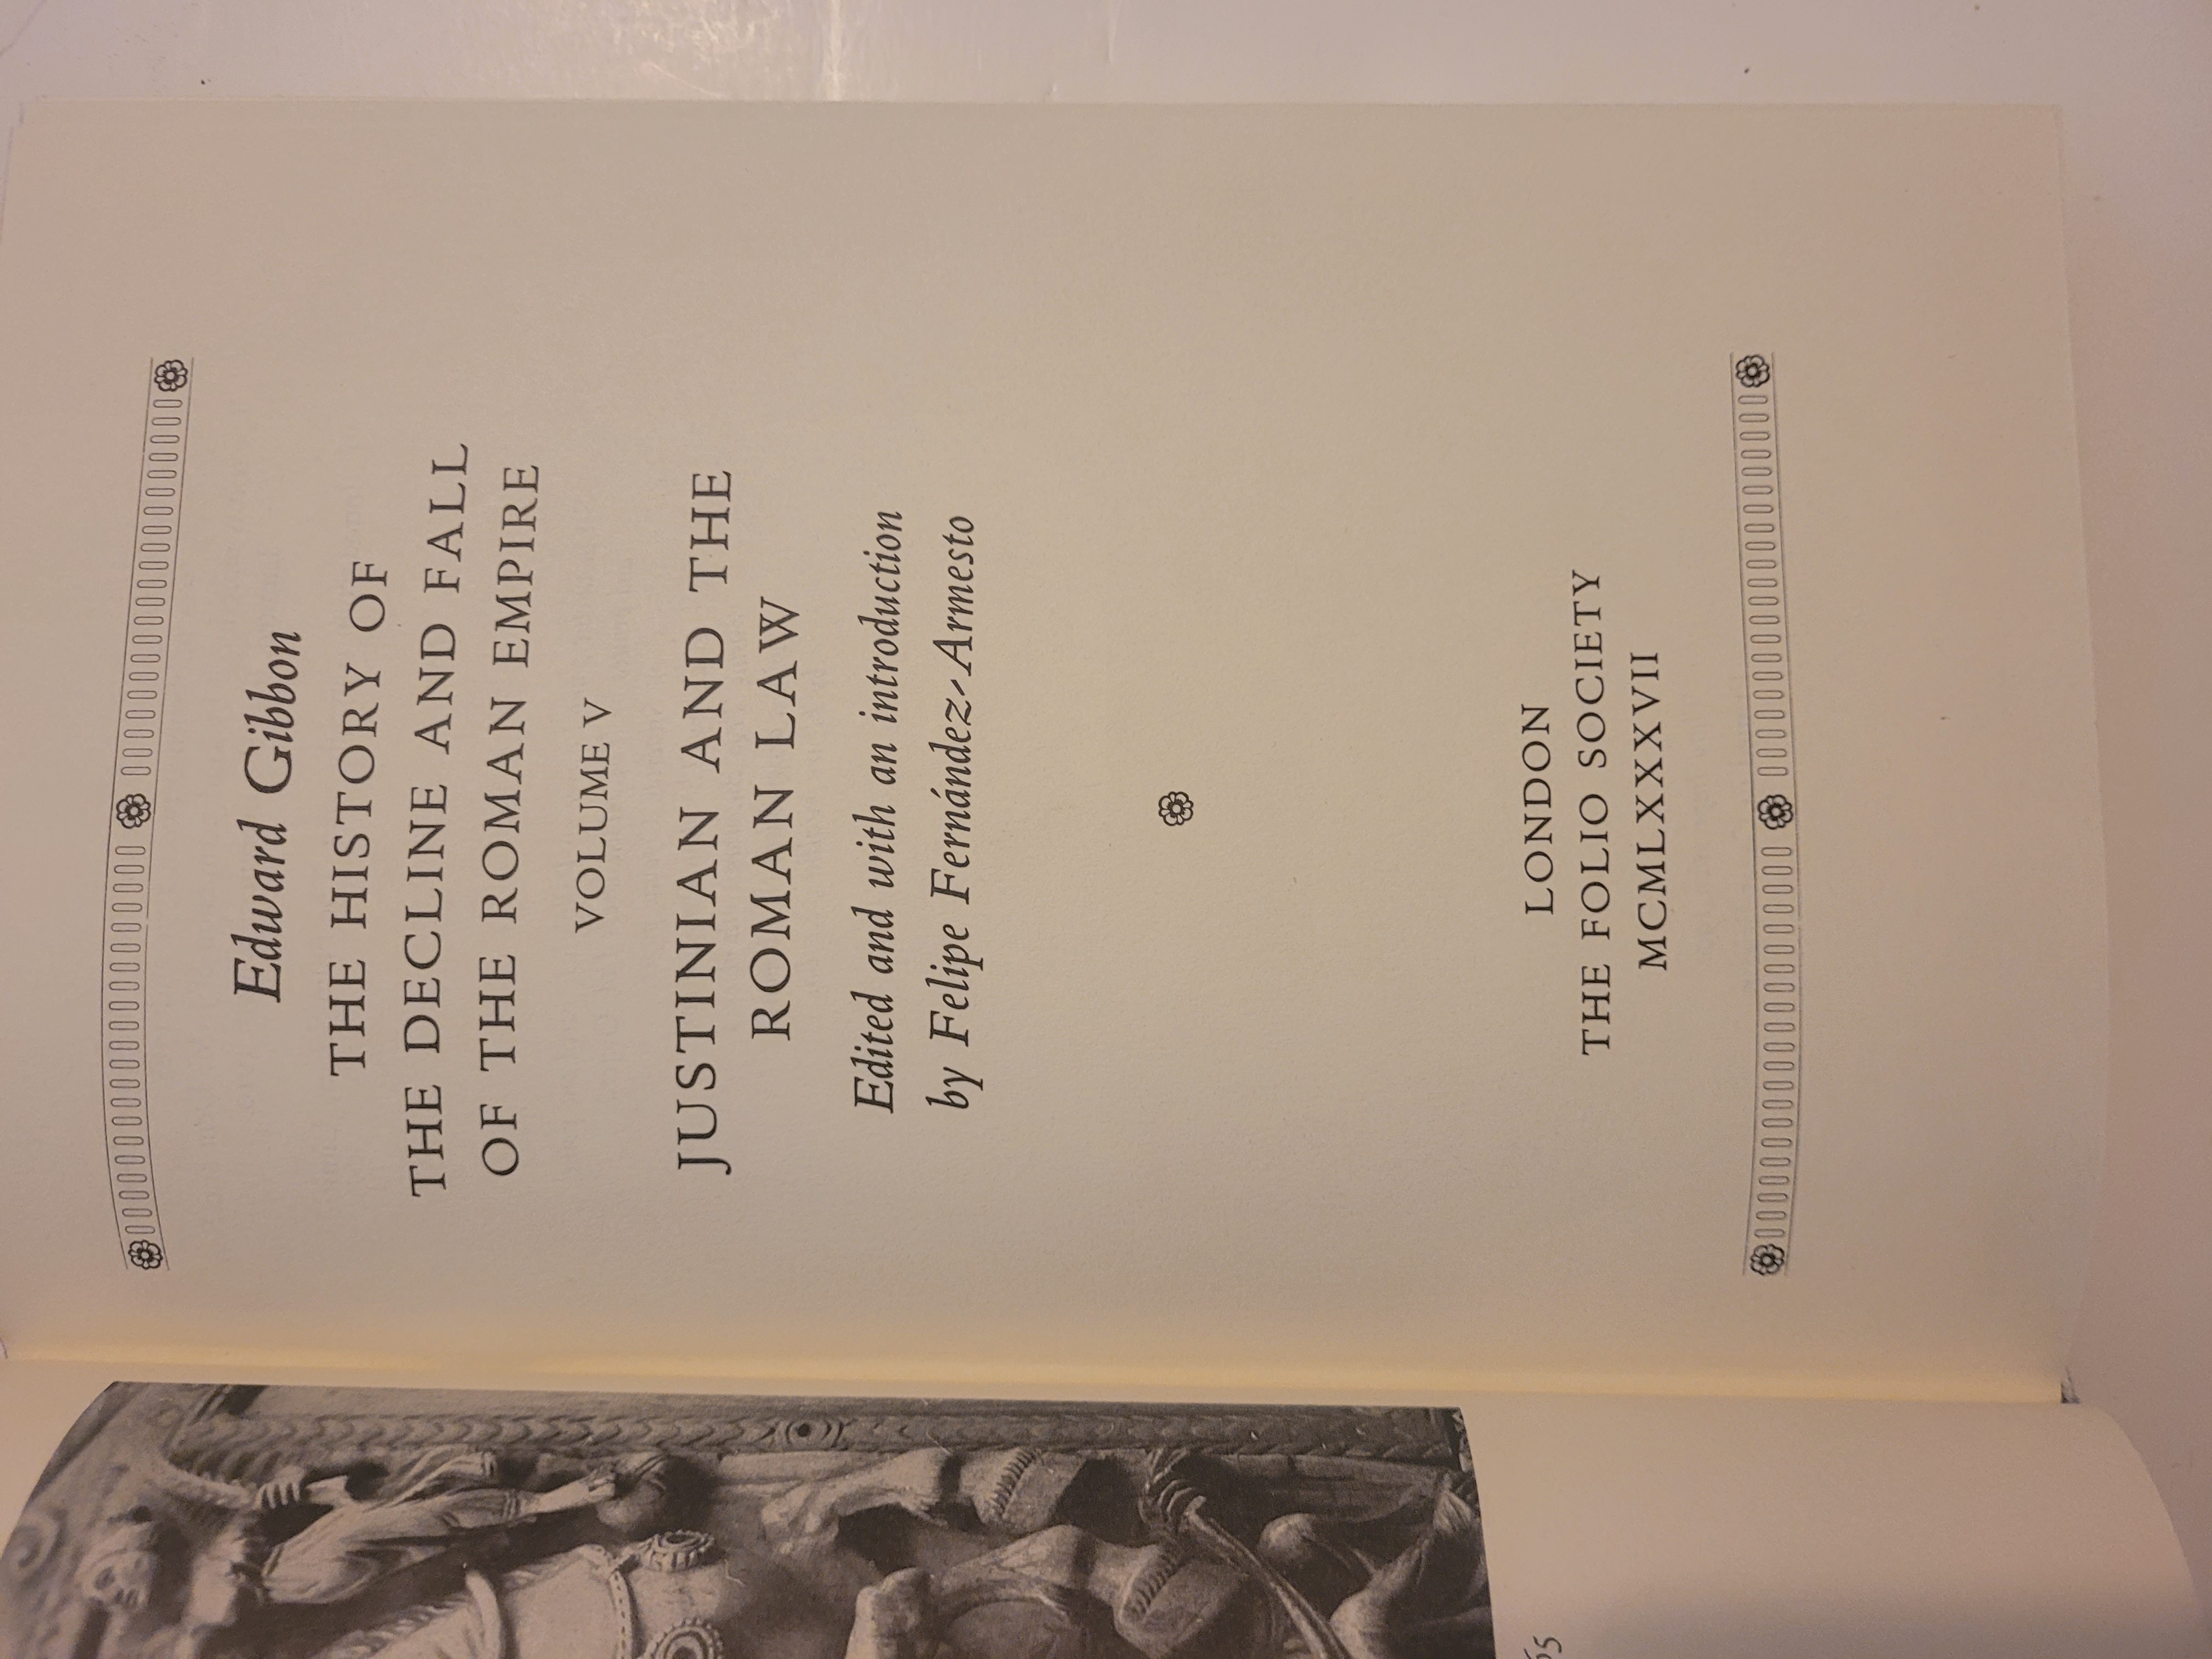 Edward Gibbon
THE HISTORY OF
THE DECLINE AND FALL
OF THE ROMAN EMPIRE
VOLUME V
JUSTINIAN AND THE
ROMAN LAW
Edited and with an introduction
by Felipe Fernández-Armesto
LONDON
THE FOLIO SOCIETY
MCMLXXXVII